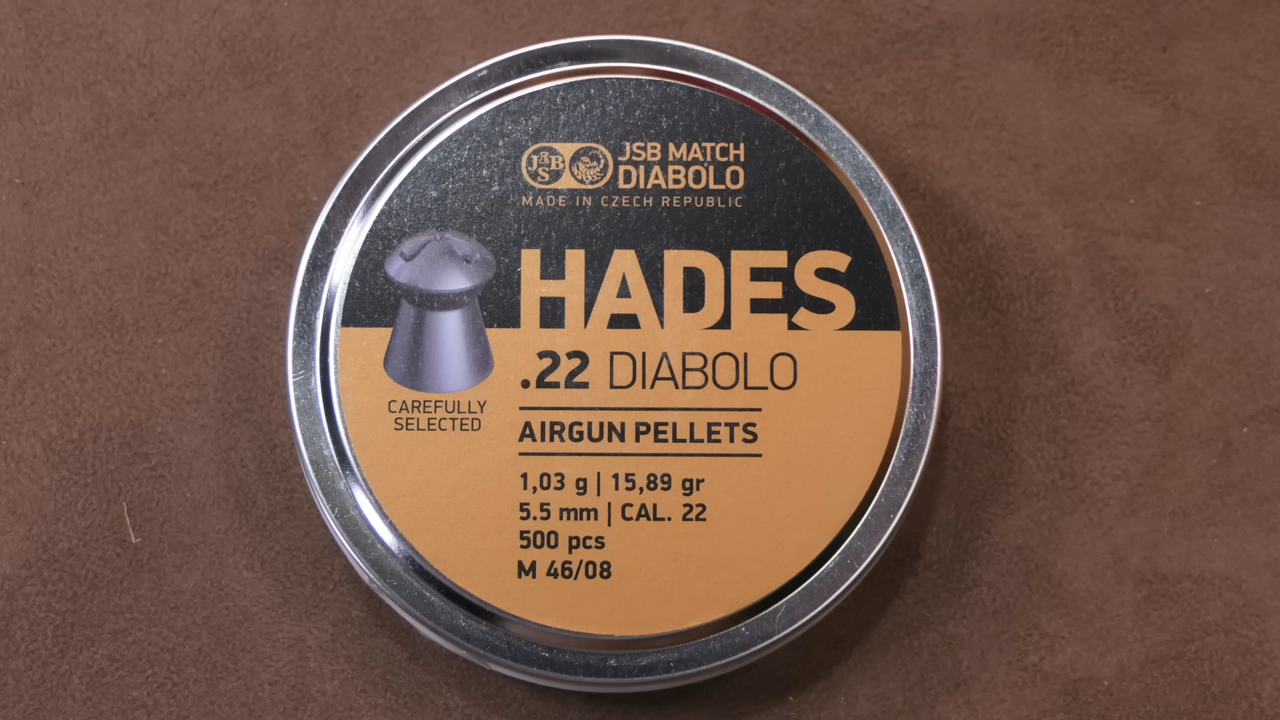 JSB MATCH
DIABOLO
MADE IN CZECH REPUBLIC
HADES
.22 DIABOLO
CAREFULLY
SELECTED
AIRGUN PELLETS
1,03 g | 15,89 gr
5.5 mm | CAL. 22
500 pcs
M 46/08